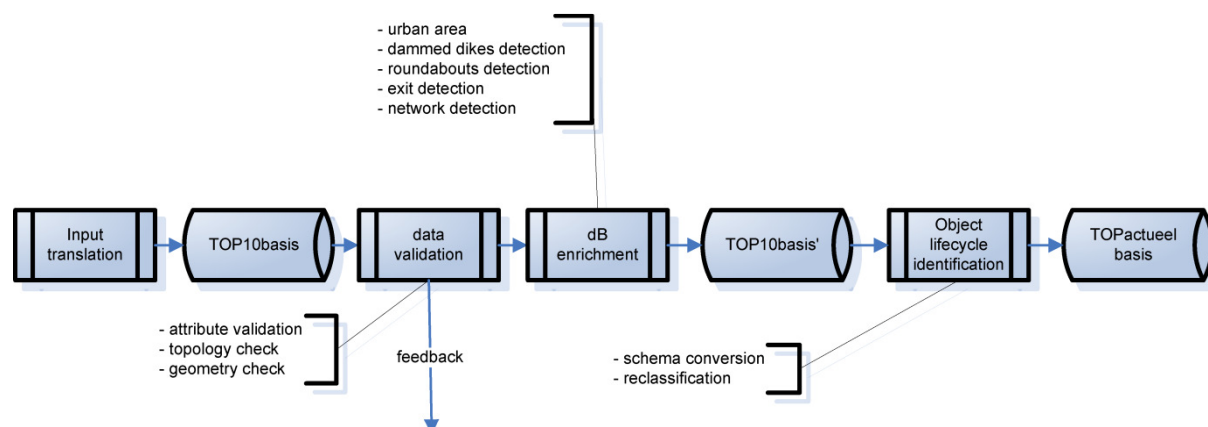 - urban area
- dammed dikes detection
- roundabouts detection
- exit detection
- network detection
Input
translation
TOP10basis
data
validation
dB
enrichment
TOP10basis'
Object
lifecycle
identification
TOPactueel
basis
- attribute validation
- topology check
- geometry check
feedback
- schema conversion
- reclassification